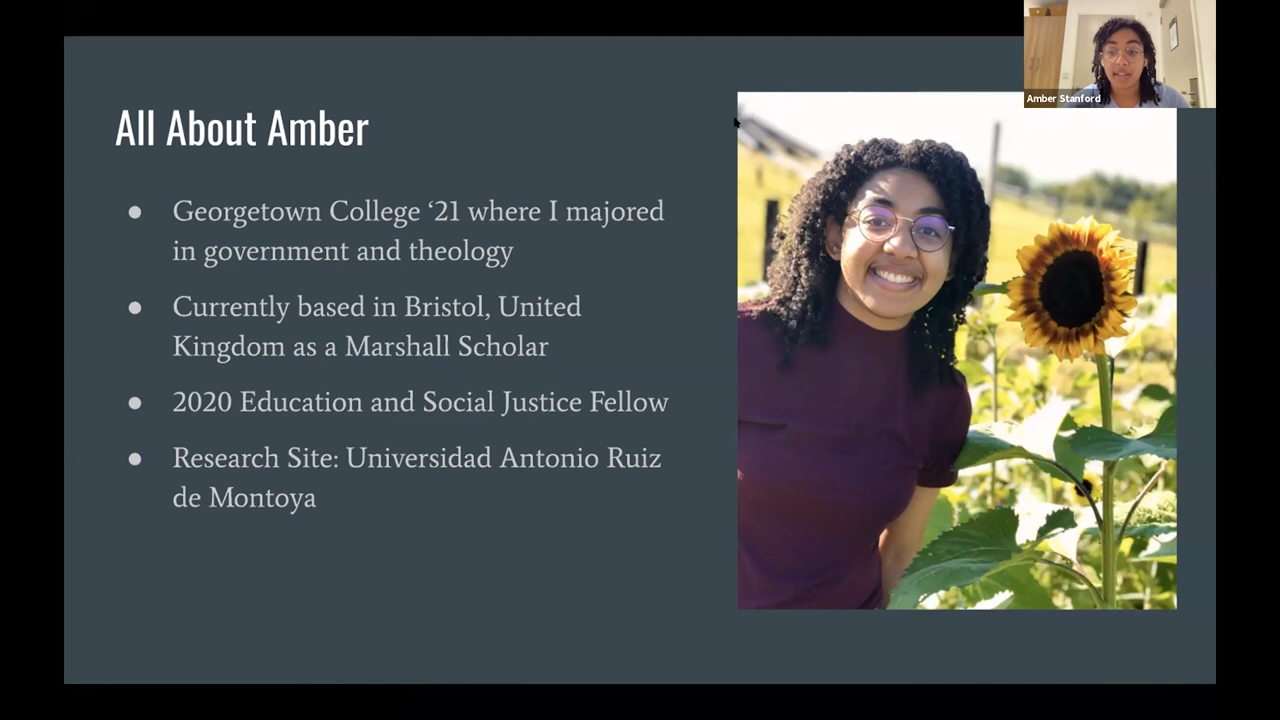 Amber Stanford
All About Amber
● Georgetown College ‘21 where I majored
in government and theology
● Currently based in Bristol, United
Kingdom as a Marshall Scholar
● 2020 Education and Social Justice Fellow
● Research Site: Universidad Antonio Ruiz
de Montoya